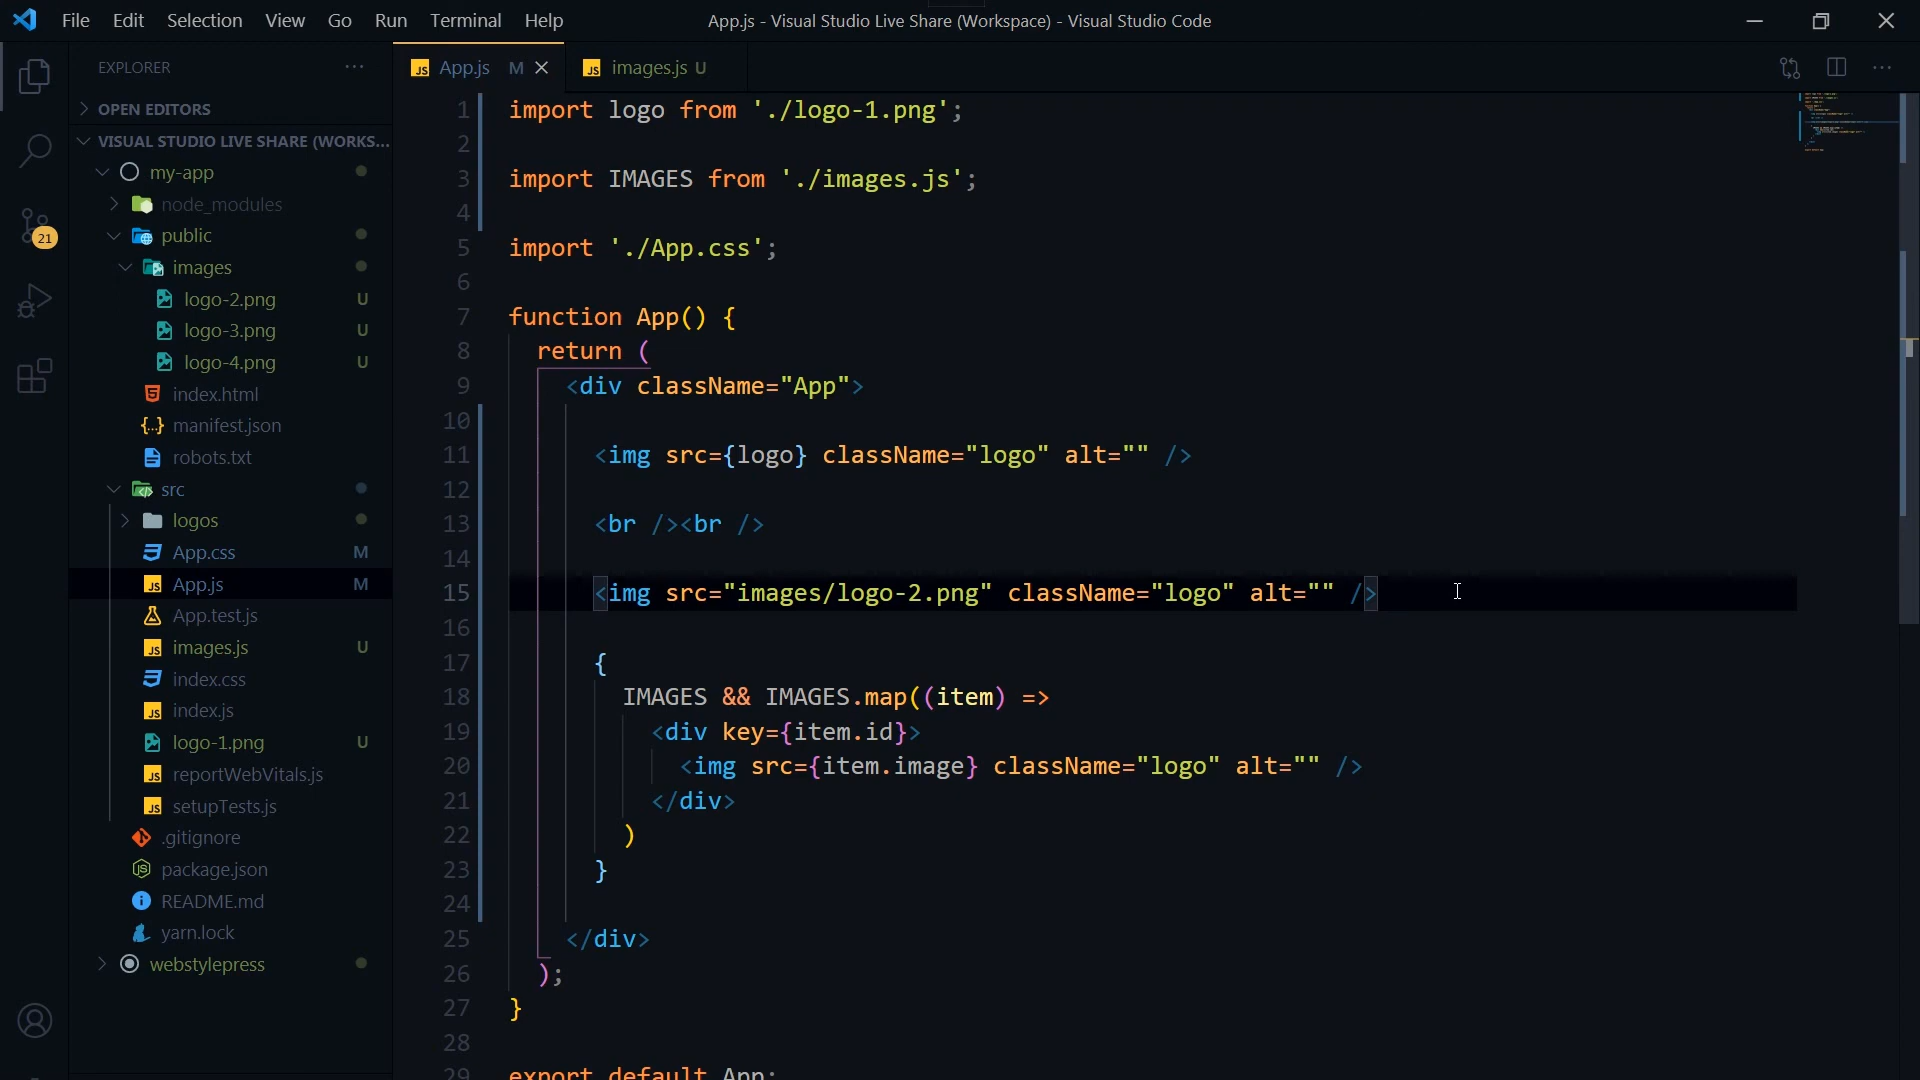 File Edit Selection View Go Run Terminal Help
App.js - Visual Studio Live Share (Workspace) - Visual Studio Code
EXPLORER
OPEN EDITORS
VISUAL STUDIO LIVE SHARE (WORKS...
my-app
node_modules
public
images
logo-2.png U
logo-3.png U
logo-4.png U
index.html
manifest.json
robots.txt
src
logos
App.css M
App.js M
App.test.js
images.js U
index.css
index.js
logo-1.png U
reportWebVitals.js
setupTests.js
.gitignore
package.json
README.md
yarn.lock
webstylepress
21
App.js M
images.js U
1 import logo from './logo-1.png';
2
3 import IMAGES from './images.js';
4
5 import './App.css';
6
7 function App() {
8 return (
9 <div className="App">
10
11 <img src={logo} className="logo" alt="" />
12
13 <br /><br />
14
15 <img src="images/logo-2.png" className="logo" alt="" />
16
17 {
18 IMAGES && IMAGES.map((item) =>
19 <div key={item.id}>
20 <img src={item.image} className="logo" alt="" />
21 </div>
22 )
23 }
24
25 </div>
26 );
27 }
28
29 export default App;